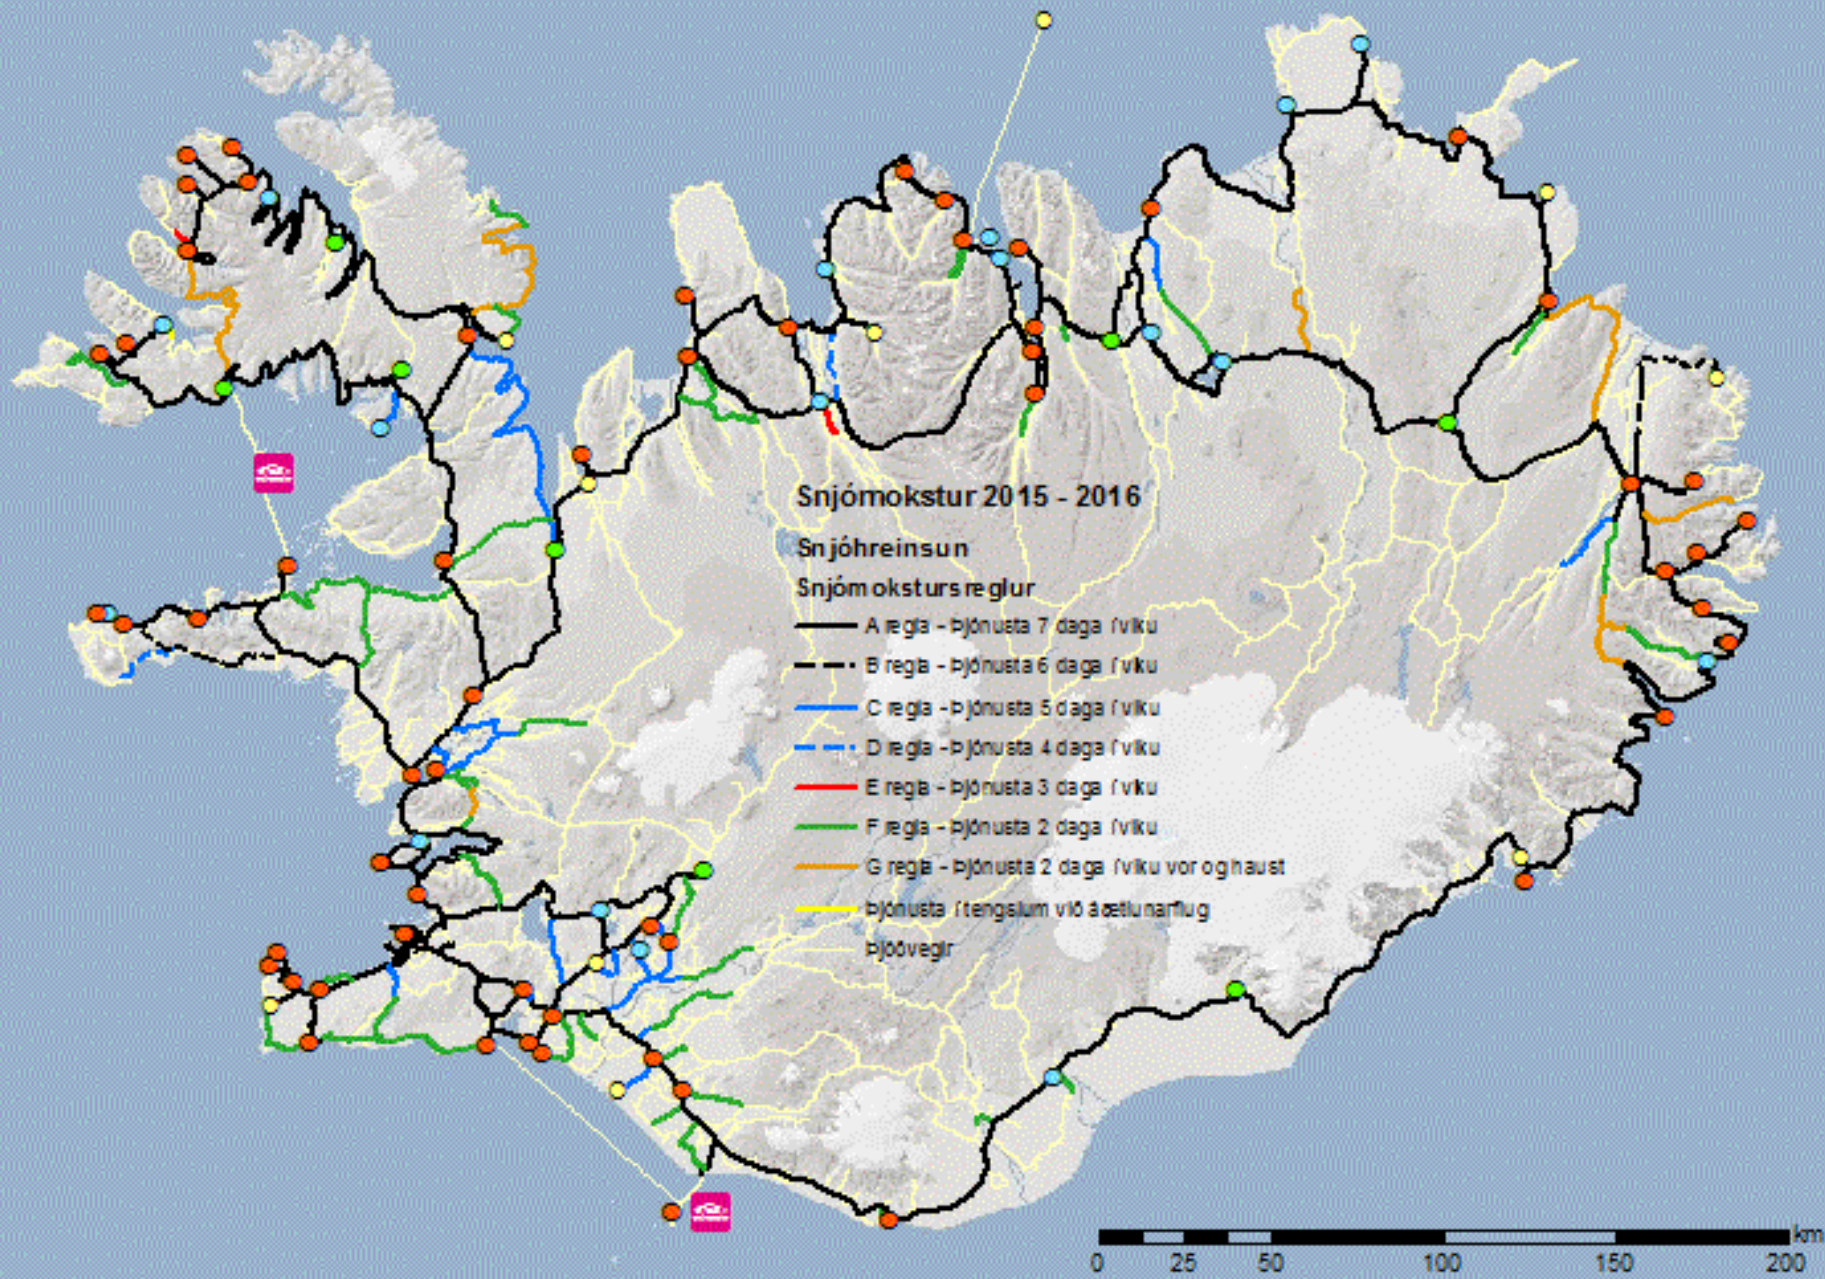 Snjómokstur 2015 - 2016
Snjóhreinsun
Snjómokstursreglur
A regla - Þjónusta 7 daga í viku
B regla - Þjónusta 6 daga í viku
C regla - Þjónusta 5 daga í viku
D regla - Þjónusta 4 daga í viku
E regla - Þjónusta 3 daga í viku
F regla - Þjónusta 2 daga í viku
G regla - Þjónusta 2 daga í viku vor og haust
Þjónusta í tengslum við áætlunarflug
Þjóðvegir
km
0 25 50 100 150 200